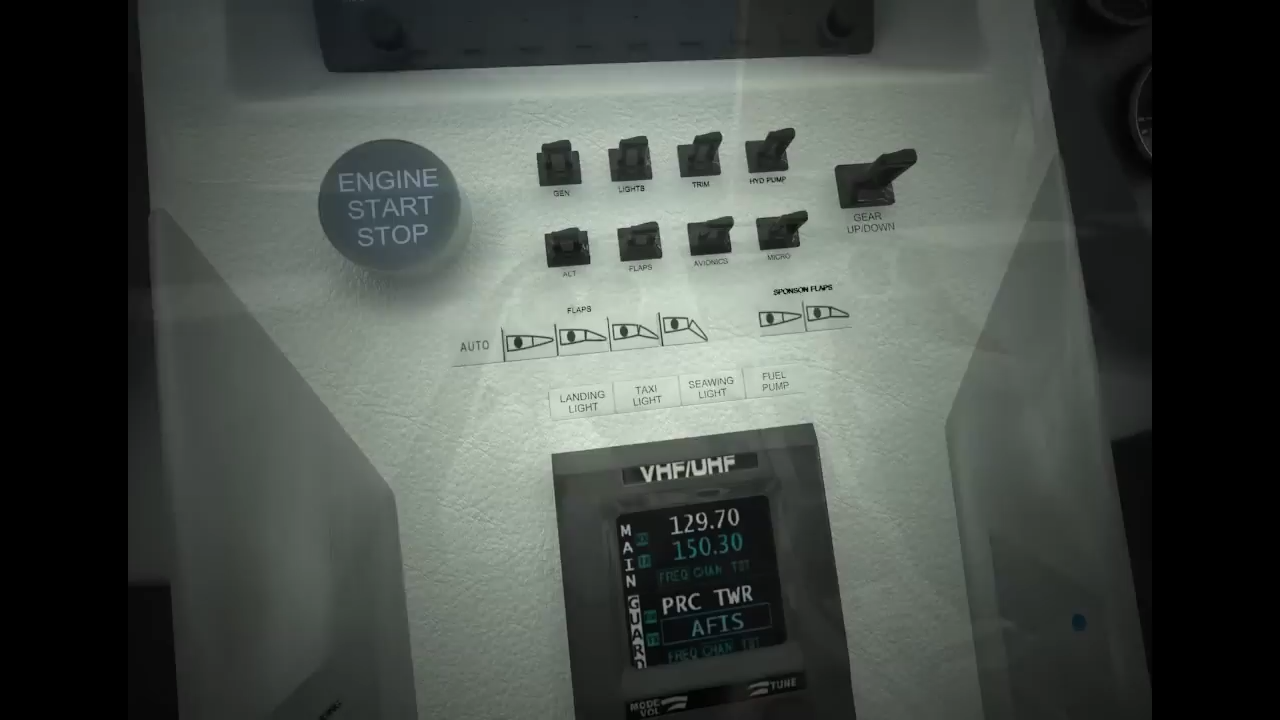 ENGINE
START
STOP
GEN
LIGHTS
TRIM
HYD PUMP
GEAR
UP/DOWN
ALT
FLAPS
AVIONICS
MICRO
FLAPS
SPONSON FLAPS
AUTO
LANDING
LIGHT
TAXI
LIGHT
SEAWING
LIGHT
FUEL
PUMP
VHF/UHF
MAIN
129.70
150.30
FREQ CHAN TST
GUARD
PRC TWR
AFIS
FREQ CHAN TST
MODE
VOL
TUNE